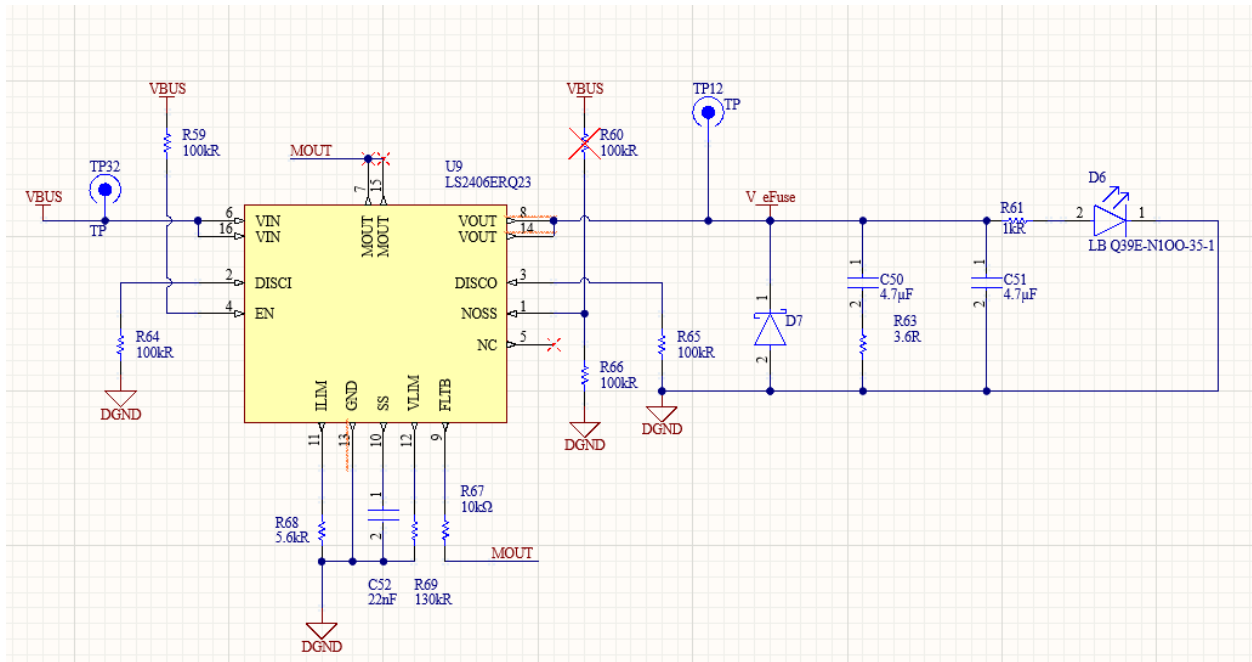 VBUS
R59
100kR
TP32
VBUS
TP
MOUT
7
15
U9
LS2406ERQ23
VBUS
R60
100kR
TP12
TP
V_eFuse
6
VIN
16
VIN
MOUT
MOUT
VOUT
8
VOUT
14
2
DISCI
DISCO
3
4
EN
NOSS
1
NC
5
R64
100kR
DGND
ILIM
GND
SS
VLIM
FLTB
11
13
10
12
9
R65
100kR
R66
100kR
DGND
DGND
1
D7
2
1
C50
4.7µF
2
R63
3.6R
1
C51
4.7µF
2
R61
1kR
D6
2
1
LB Q39E-N1OO-35-1
R68
5.6kR
1
2
C52
22nF
R69
130kR
R67
10kΩ
MOUT
DGND